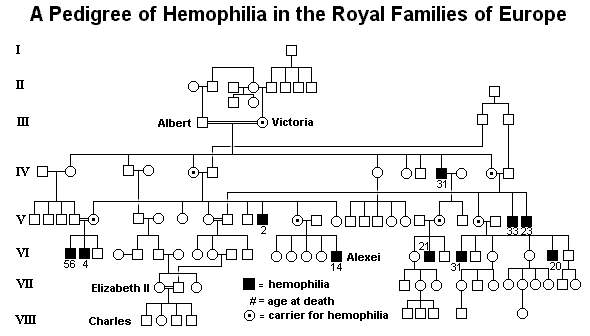 A Pedigree of Hemophilia in the Royal Families of Europe
I
II
III
Albert
Victoria
IV
31
V
2
33
23
VI
56
4
Alexei
14
21
31
20
VII
Elizabeth II
= hemophilia
# = age at death
= carrier for hemophilia
VIII
Charles